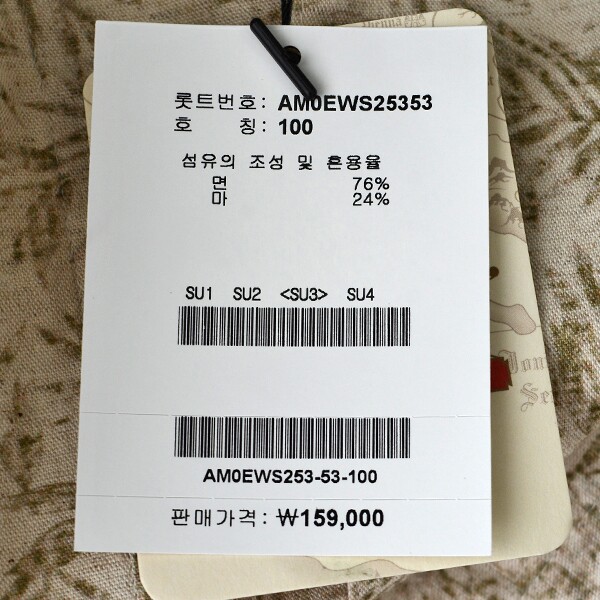 롯트번호: AM0EWS25353
호 칭: 100
섬유의 조성 및 혼용율
면 76%
마 24%
SU1 SU2 <SU3> SU4
AM0EWS253-53-100
판매가격: ₩159,000